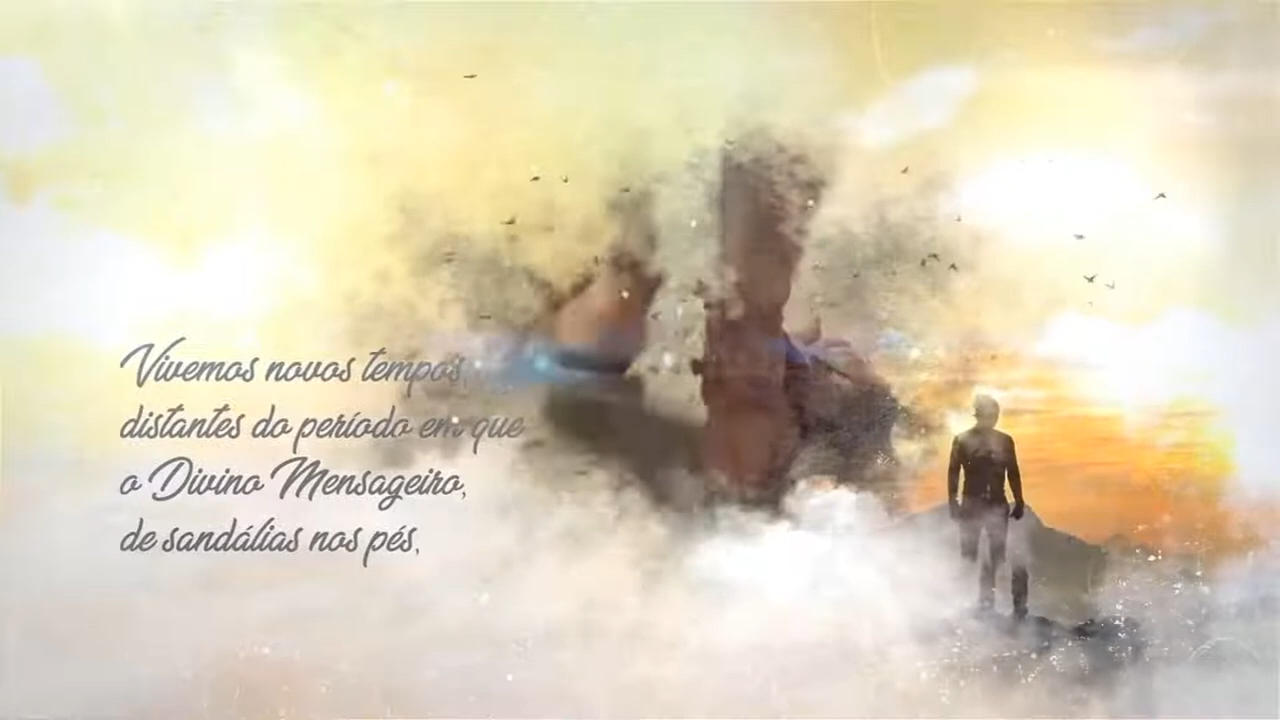 Vivemos novos tempos,
distantes do período em que
o Divino Mensageiro,
de sandálias nos pés,